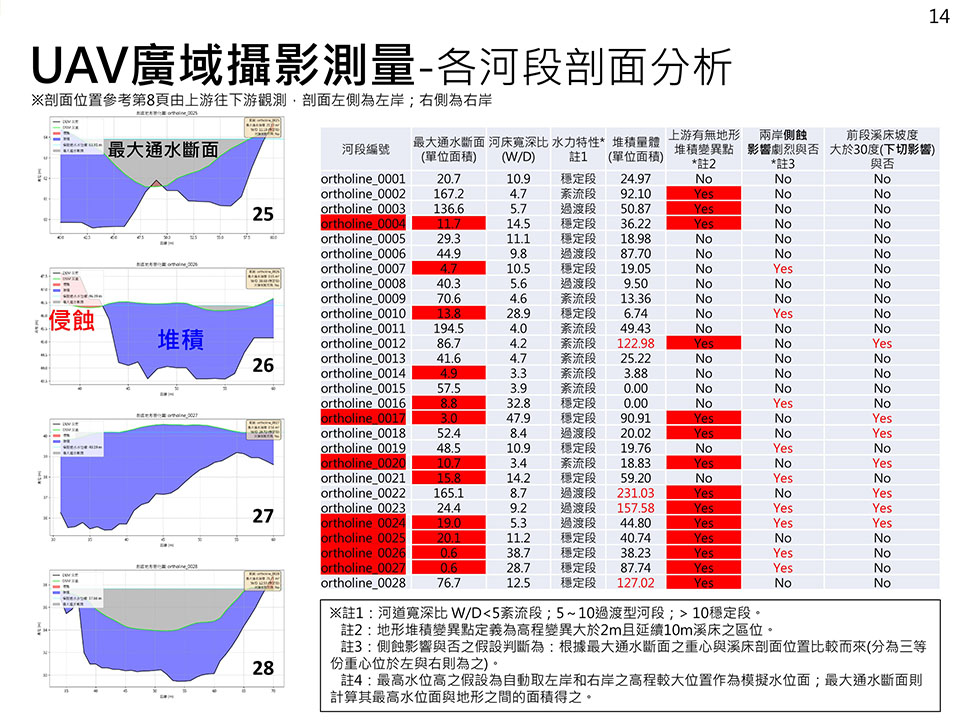 14
UAV廣域攝影測量-各河段剖面分析
※剖面位置參考第8頁由上游往下游觀測，剖面左側為左岸；右側為右岸
最大通水斷面
25
侵蝕
堆積
26
27
28
河段編號 最大通水斷面(單位面積) 河床寬深比(W/D) 水力特性*註1 堆積量體(單位面積) 上游有無地形堆積變異點*註2 兩岸側蝕影響劇烈與否*註3 前段溪床坡度大於30度(下切影響)與否
ortholine_0001 20.7 10.9 穩定段 24.97 No No No
ortholine_0002 167.2 4.7 紊流段 92.10 Yes No No
ortholine_0003 136.6 5.7 過渡段 50.87 Yes No No
ortholine_0004 11.7 14.5 穩定段 36.22 Yes No No
ortholine_0005 29.3 11.1 穩定段 18.98 No No No
ortholine_0006 44.9 9.8 過渡段 87.70 No No No
ortholine_0007 4.7 10.5 穩定段 19.05 No Yes No
ortholine_0008 40.3 5.6 過渡段 9.50 No No No
ortholine_0009 70.6 4.6 紊流段 13.36 No No No
ortholine_0010 13.8 28.9 穩定段 6.74 No Yes No
ortholine_0011 194.5 4.0 紊流段 49.43 No No No
ortholine_0012 86.7 4.2 紊流段 122.98 Yes No Yes
ortholine_0013 41.6 4.7 紊流段 25.22 No No No
ortholine_0014 4.9 3.3 紊流段 3.88 No No No
ortholine_0015 57.5 3.9 紊流段 0.00 No No No
ortholine_0016 8.8 32.8 穩定段 0.00 No Yes No
ortholine_0017 3.0 47.9 穩定段 90.91 Yes No Yes
ortholine_0018 52.4 8.4 過渡段 20.02 Yes No Yes
ortholine_0019 48.5 10.9 穩定段 19.76 No Yes No
ortholine_0020 10.7 3.4 紊流段 18.83 Yes No Yes
ortholine_0021 15.8 14.2 穩定段 59.20 No Yes No
ortholine_0022 165.1 8.7 過渡段 231.03 Yes No Yes
ortholine_0023 24.4 9.2 過渡段 157.58 Yes Yes Yes
ortholine_0024 19.0 5.3 過渡段 44.80 Yes Yes Yes
ortholine_0025 20.1 11.2 穩定段 40.74 Yes No No
ortholine_0026 0.6 38.7 穩定段 38.23 Yes Yes No
ortholine_0027 0.6 28.7 穩定段 87.74 Yes Yes No
ortholine_0028 76.7 12.5 穩定段 127.02 Yes No No
※註1：河道寬深比 W/D<5紊流段；5～10過渡型河段；> 10穩定段。
註2：地形堆積變異點定義為高程變異大於2m且延續10m溪床之區位。
註3：側蝕影響與否之假設判斷為：根據最大通水斷面之重心與溪床剖面位置比較而來(分為三等
份重心位於左與右則為之)。
註4：最高水位高之假設為自動取左岸和右岸之高程較大位置作為模擬水位面；最大通水斷面則
計算其最高水位面與地形之間的面積得之。